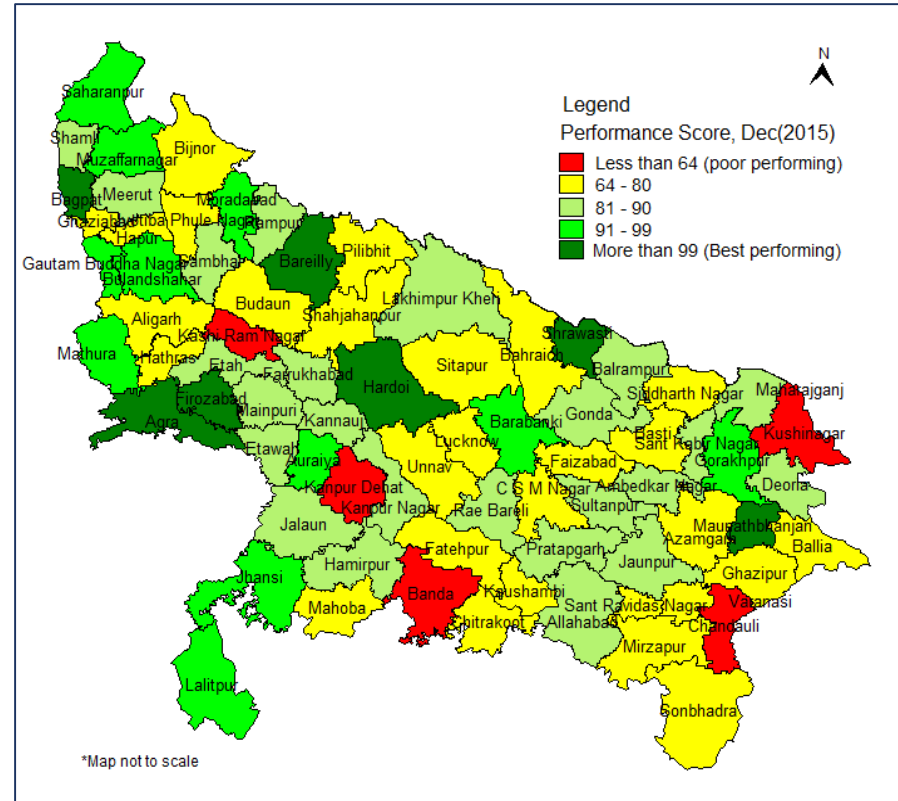 N
Legend
Performance Score, Dec(2015)
Less than 64 (poor performing)
64 - 80
81 - 90
91 - 99
More than 99 (Best performing)
Saharanpur
Shamli
Muzaffarnagar
Bijnor
Bagpat
Meerut
Moradabad
Rampur
Ghaziabad
Phule Nagar
Hapur
Pilibhit
Bareilly
Gautam Buddha Nagar
Sambhal
Bulandshahar
Lakhimpur Kheri
Budaun
Shahjahanpur
Aligarh
Kashi Ram Nagar
Shrawasti
Mathura
Hathras
Bahraich
Sitapur
Etah
Farrukhabad
Balrampur
Hardoi
Maharajganj
Firozabad
Siddharth Nagar
Mainpuri
Agra
Kannauj
Barabanki
Gonda
Lucknow
Basti
Kushinagar
Etawah
Sant Kabir Nagar
Auraiya
Unnav
Faizabad
Gorakhpur
Kanpur Dehat
C S M Nagar
Ambedkar Nagar
Deoria
Kanpur Nagar
Rae Bareli
Sultanpur
Jalaun
Maunathbhanjan
Azamgarh
Fatehpur
Pratapgarh
Ballia
Hamirpur
Jaunpur
Ghazipur
Jhansi
Banda
Kaushambi
Mahoba
Sant Ravidas Nagar
Varanasi
Chitrakoot
Allahabad
Chandauli
Mirzapur
Lalitpur
Sonbhadra
*Map not to scale